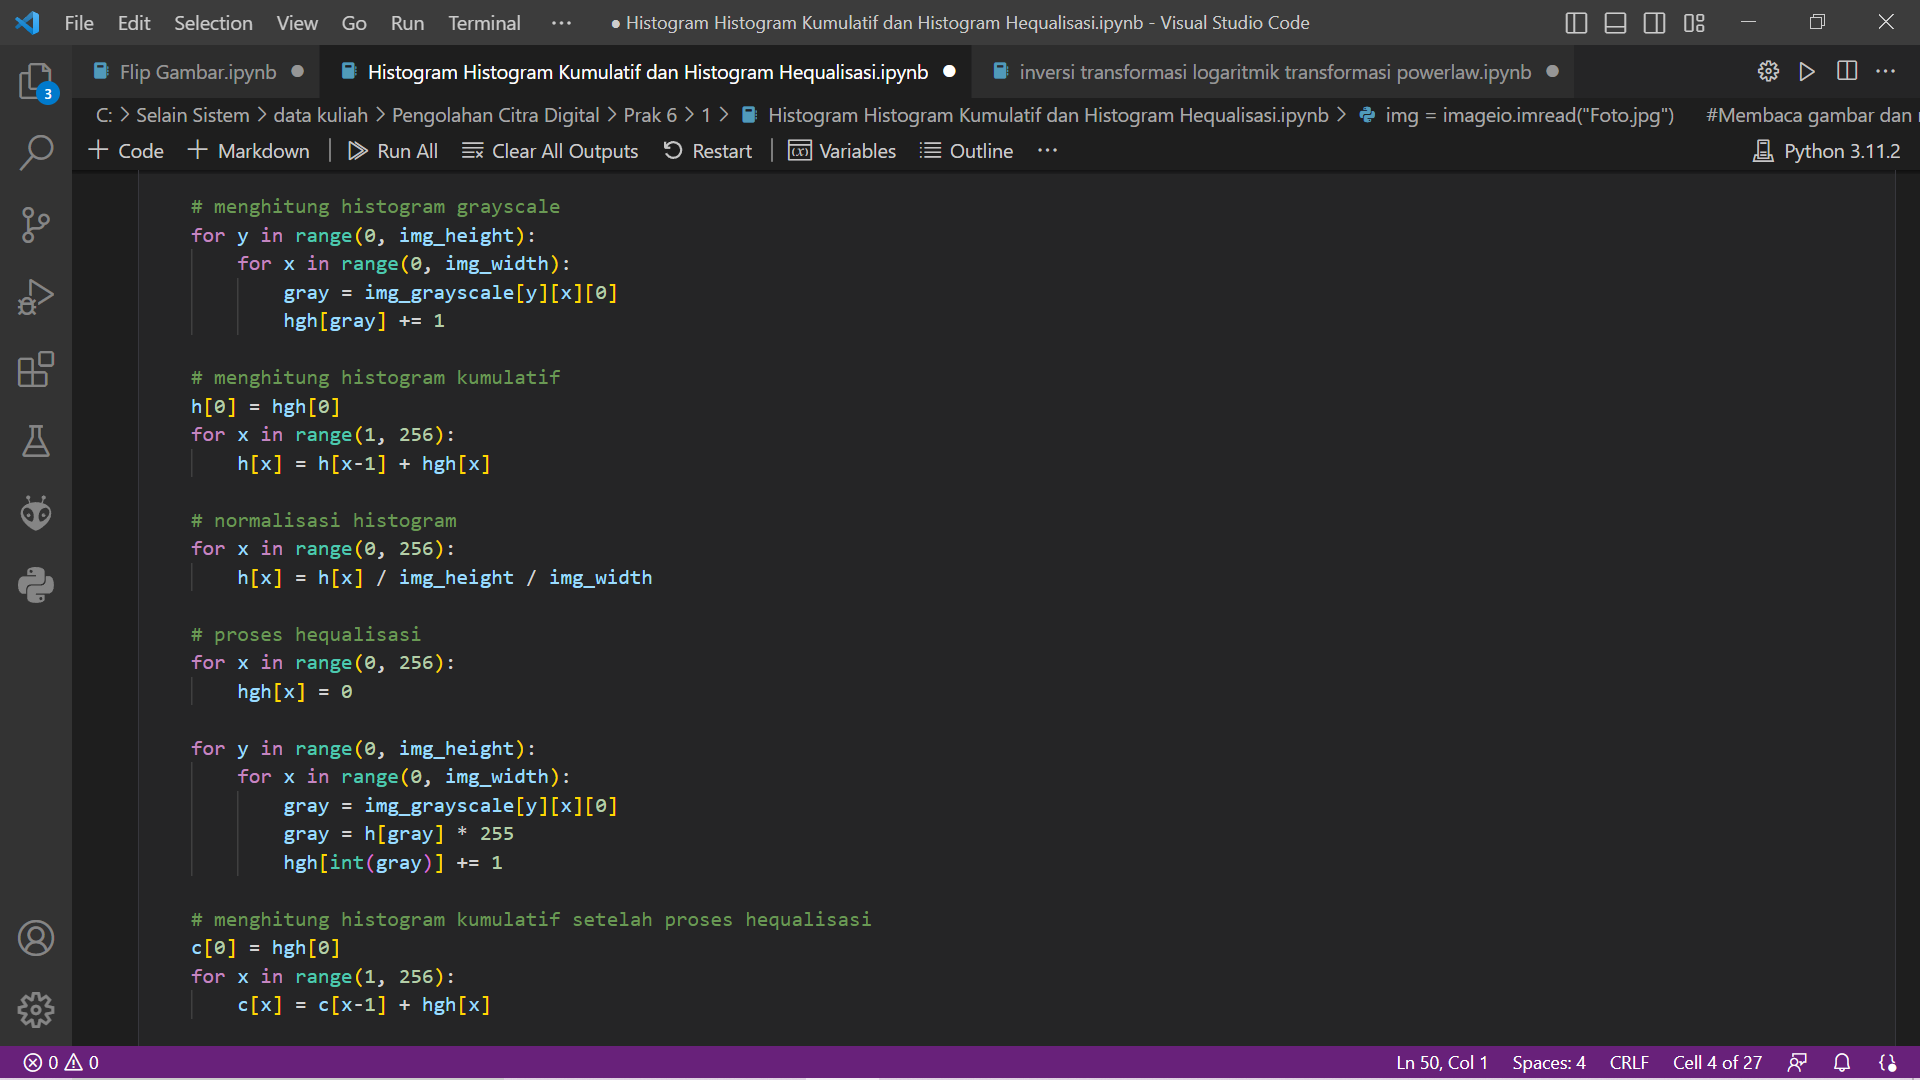 File Edit Selection View Go Run Terminal ··· ● Histogram Histogram Kumulatif dan Histogram Hequalisasi.ipynb - Visual Studio Code
Flip Gambar.ipynb ● Histogram Histogram Kumulatif dan Histogram Hequalisasi.ipynb ● inversi transformasi logaritmik transformasi powerlaw.ipynb ●
3
C: > Selain Sistem > data kuliah > Pengolahan Citra Digital > Prak 6 > 1 > Histogram Histogram Kumulatif dan Histogram Hequalisasi.ipynb > img = imageio.imread("Foto.jpg") #Membaca gambar dan
+ Code + Markdown | Run All Clear All Outputs Restart | Variables Outline ··· Python 3.11.2
# menghitung histogram grayscale
for y in range(0, img_height):
    for x in range(0, img_width):
        gray = img_grayscale[y][x][0]
        hgh[gray] += 1
# menghitung histogram kumulatif
h[0] = hgh[0]
for x in range(1, 256):
    h[x] = h[x-1] + hgh[x]
# normalisasi histogram
for x in range(0, 256):
    h[x] = h[x] / img_height / img_width
# proses hequalisasi
for x in range(0, 256):
    hgh[x] = 0
for y in range(0, img_height):
    for x in range(0, img_width):
        gray = img_grayscale[y][x][0]
        gray = h[gray] * 255
        hgh[int(gray)] += 1
# menghitung histogram kumulatif setelah proses hequalisasi
c[0] = hgh[0]
for x in range(1, 256):
    c[x] = c[x-1] + hgh[x]
0 0 Ln 50, Col 1 Spaces: 4 CRLF Cell 4 of 27